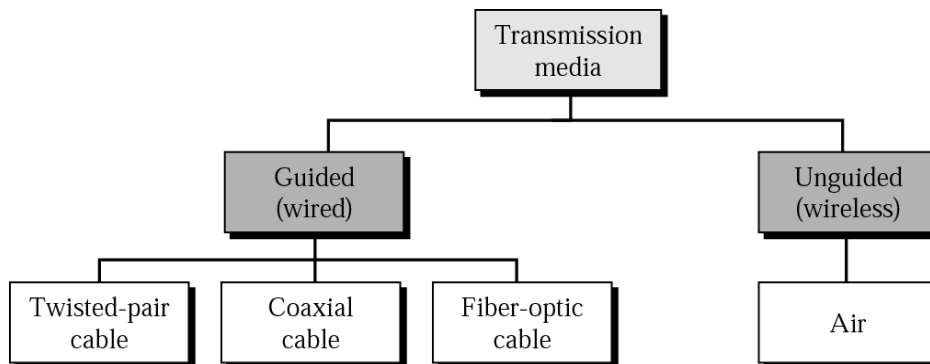 Transmission
media
Guided
(wired)
Unguided
(wireless)
Twisted-pair
cable
Coaxial
cable
Fiber-optic
cable
Air